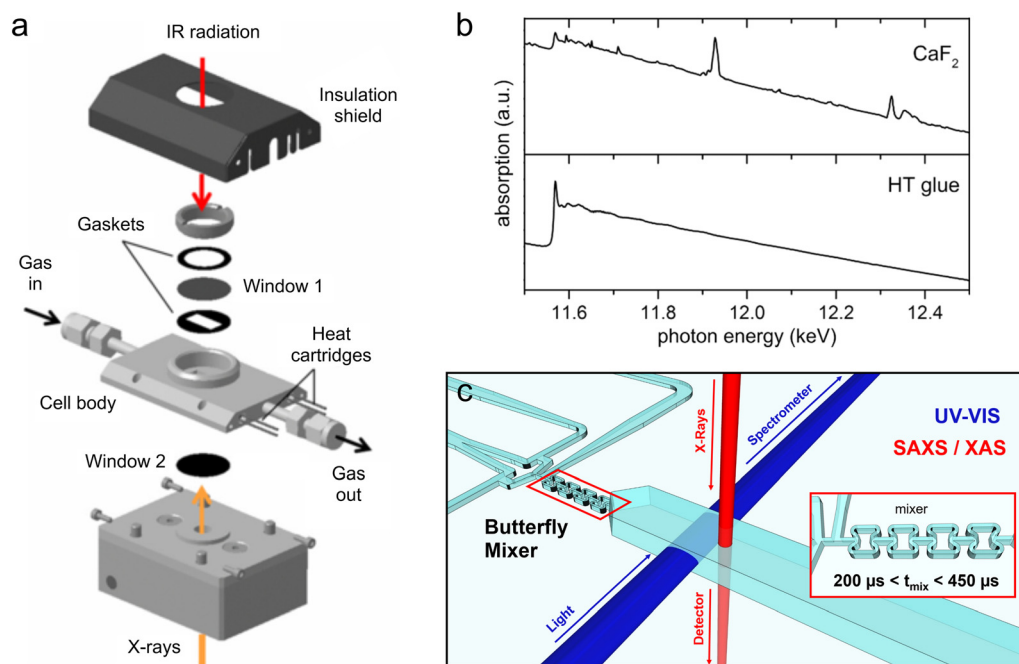 a
IR radiation
Insulation
shield
Gaskets
Gas
in
Window 1
Heat
cartridges
Cell body
Window 2
Gas
out
X-rays
b
CaF₂
HT glue
absorption (a.u.)
11.6 11.8 12.0 12.2 12.4
photon energy (keV)
c
X-Rays
Spectrometer
UV-VIS
SAXS / XAS
Butterfly
Mixer
Light
Detector
mixer
200 µs < tmix < 450 µs